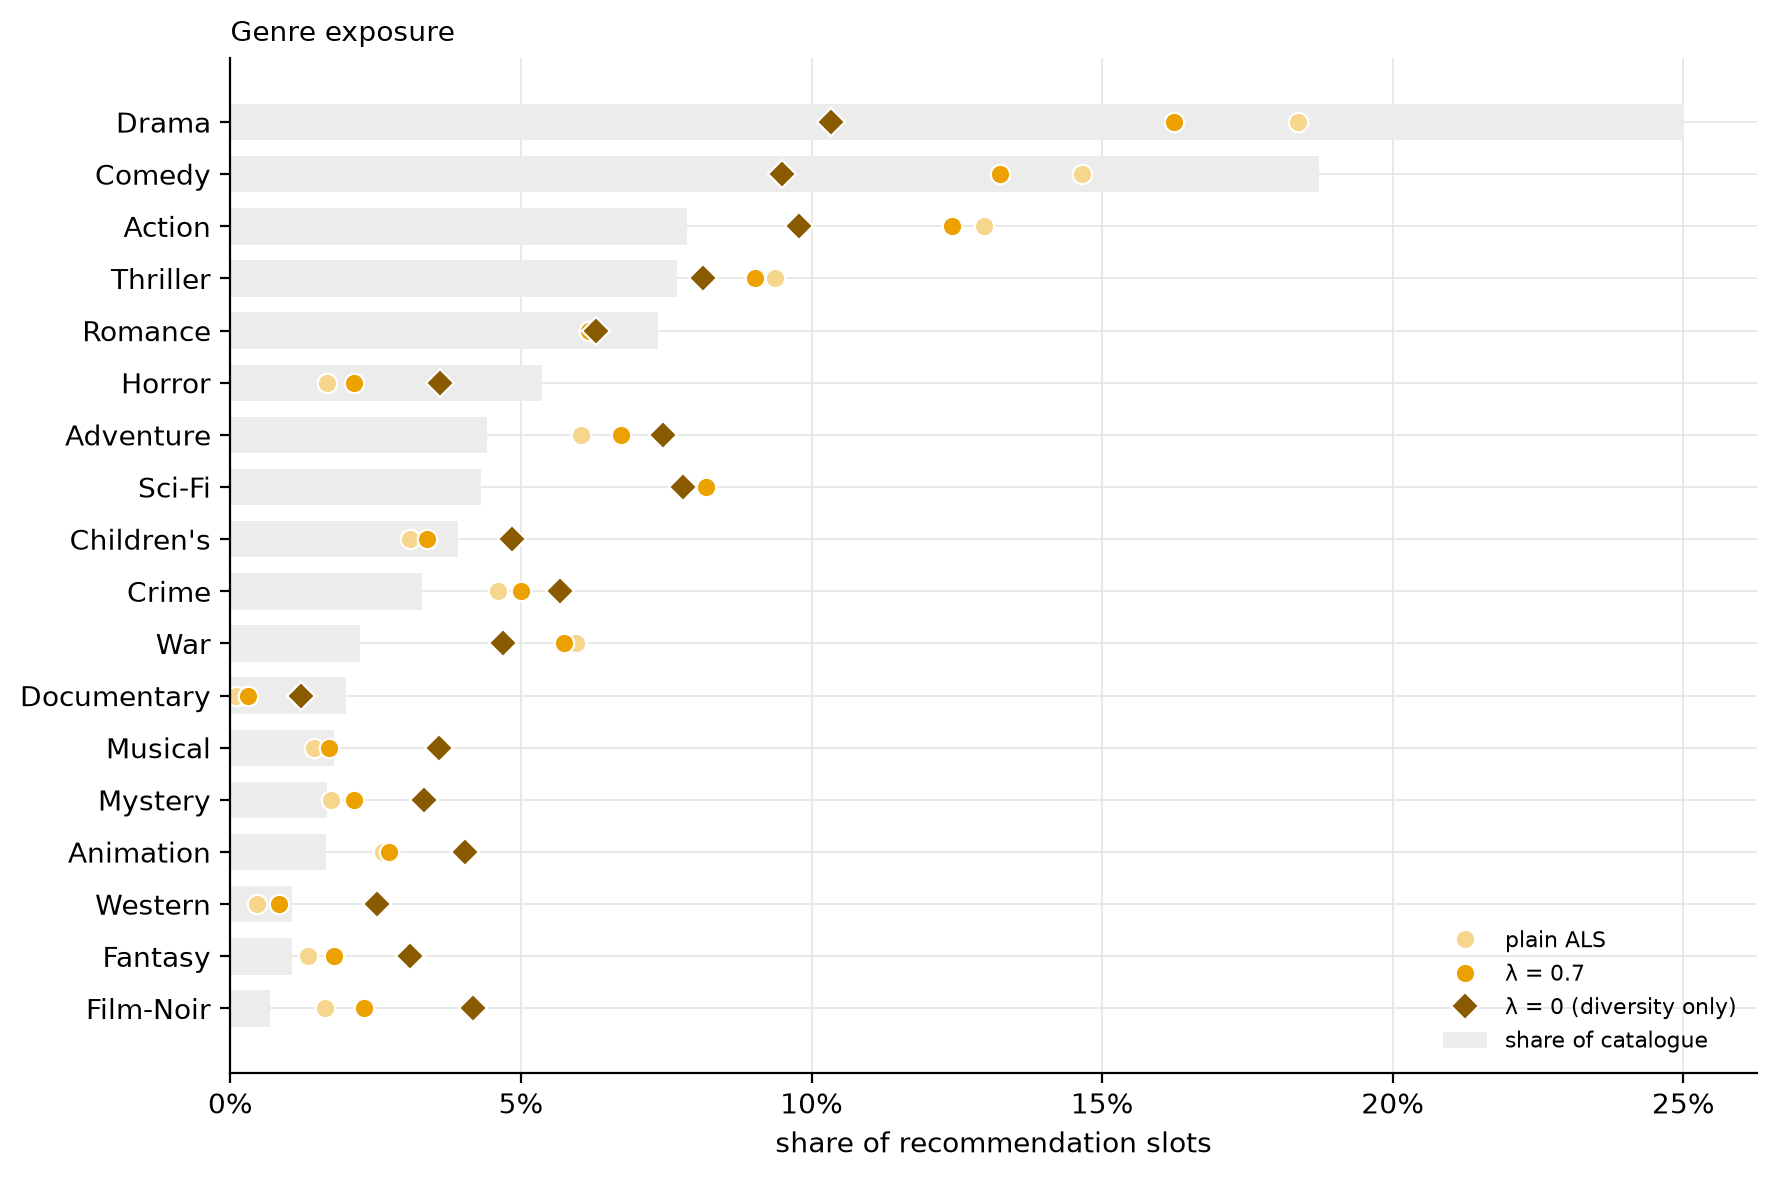 Genre exposure
Drama
Comedy
Action
Thriller
Romance
Horror
Adventure
Sci-Fi
Children's
Crime
War
Documentary
Musical
Mystery
Animation
Western
Fantasy
Film-Noir
plain ALS
λ = 0.7
λ = 0 (diversity only)
share of catalogue
0% 5% 10% 15% 20% 25%
share of recommendation slots